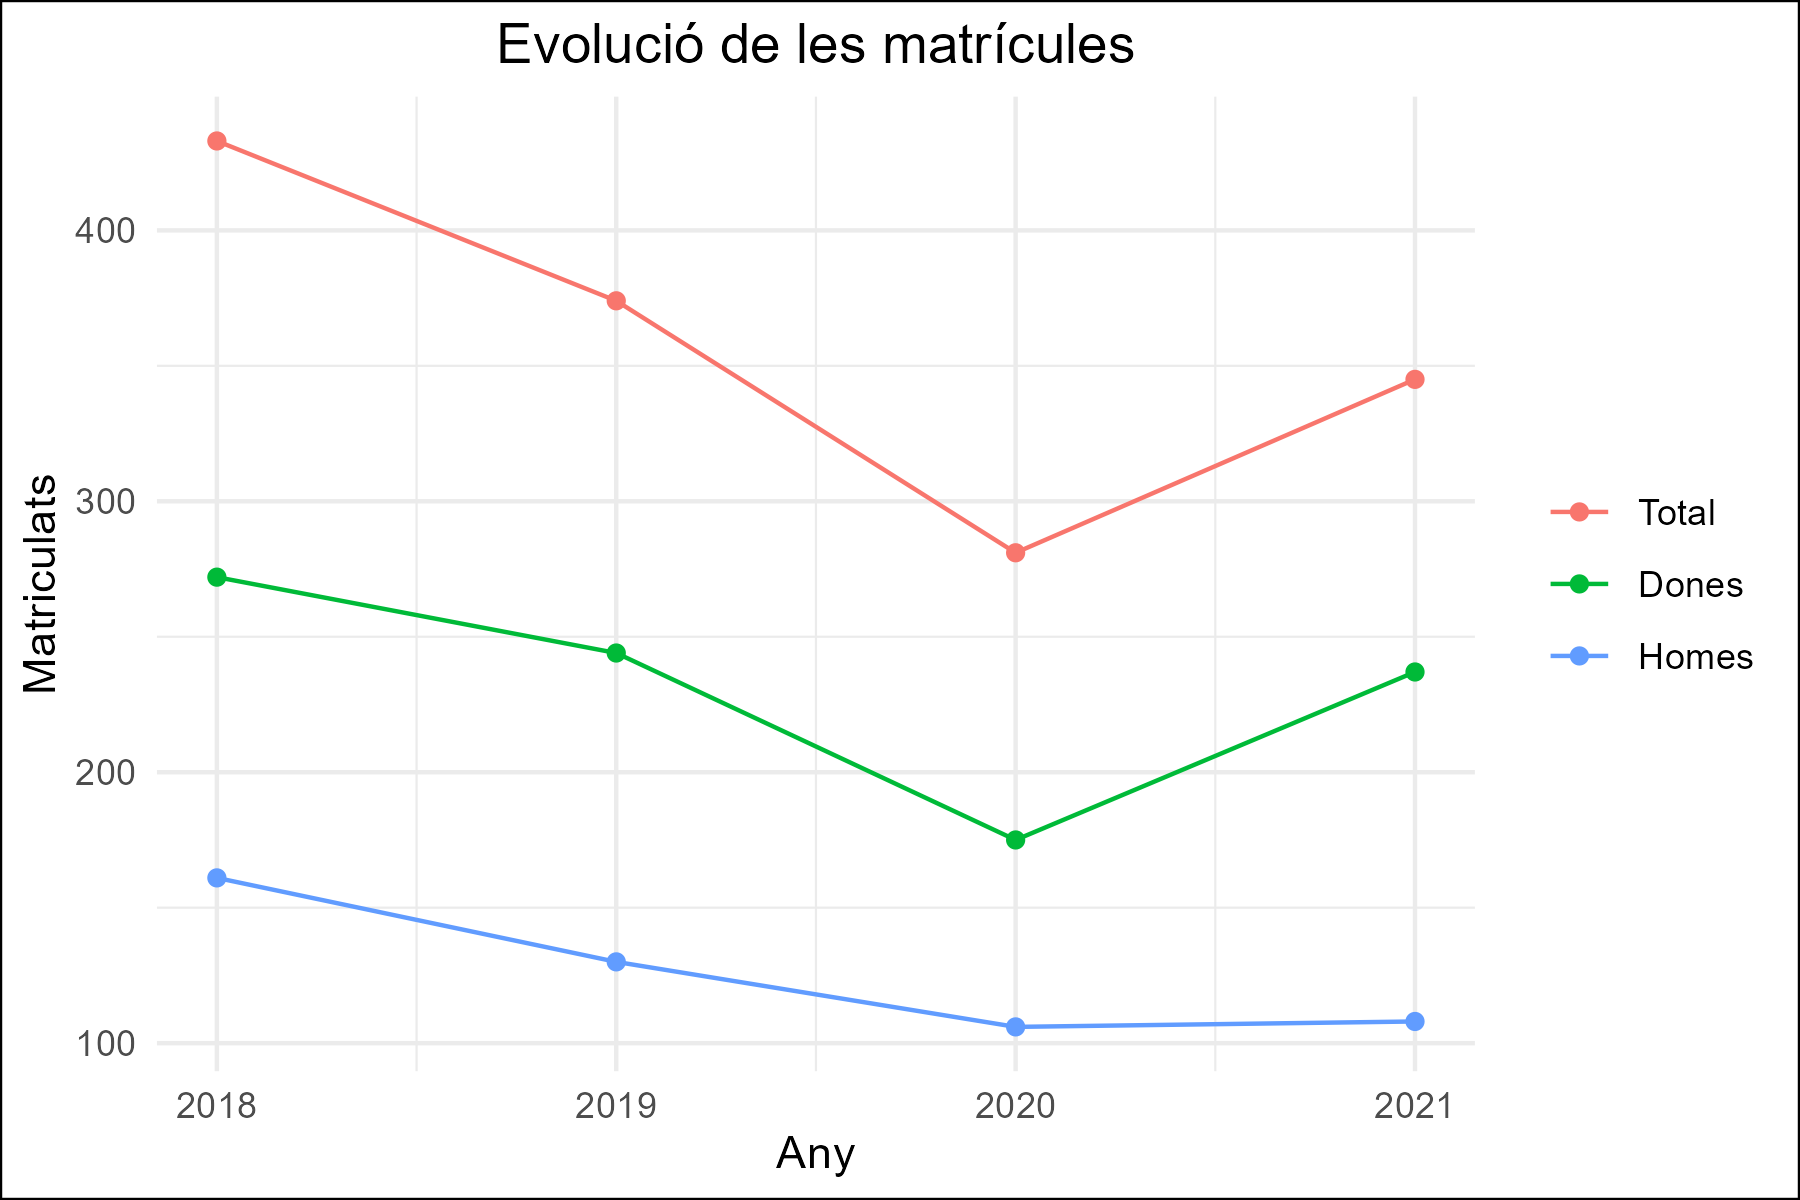 Evolució de les matrícules
Matriculats
400
300
200
100
2018
2019
2020
2021
Any
Total
Dones
Homes